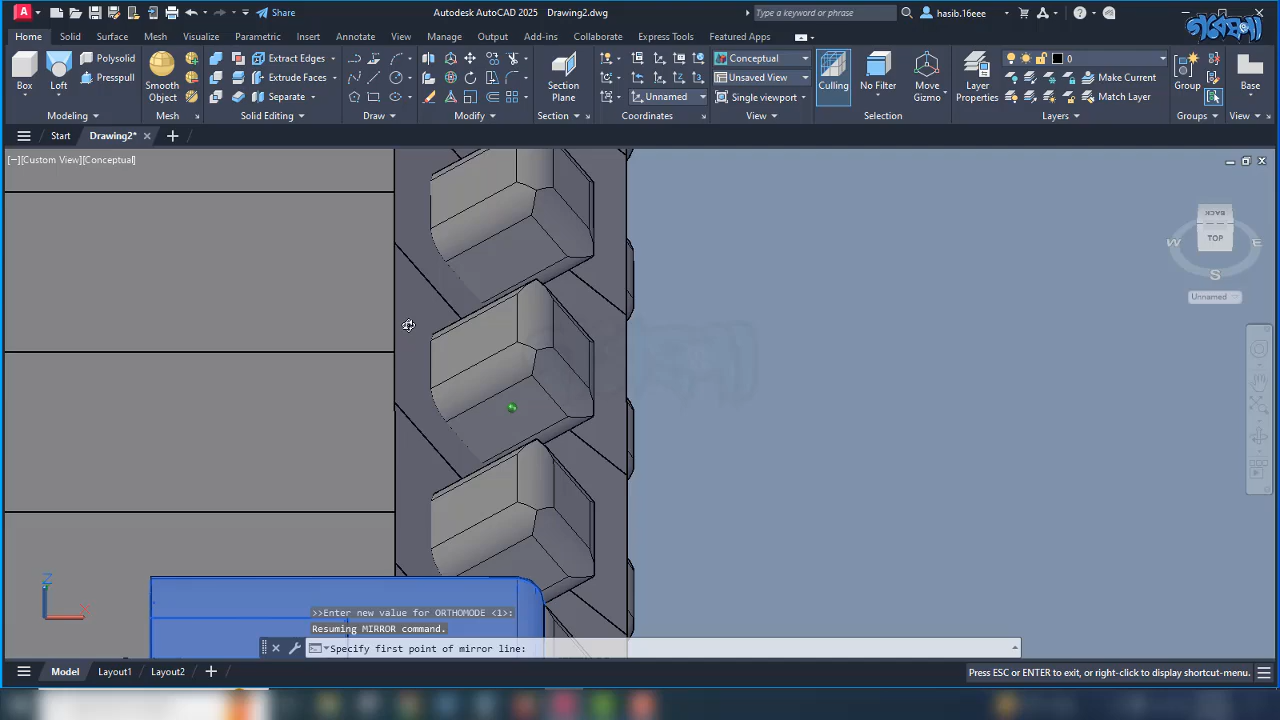 Share
Autodesk AutoCAD 2025 Drawing2.dwg
Type a keyword or phrase
hasib.16eee
গবেষণা
Home Solid Surface Mesh Visualize Parametric Insert Annotate View Manage Output Add-ins Collaborate Express Tools Featured Apps
Polysolid
Presspull
Box
Loft
Smooth
Object
Extract Edges
Extrude Faces
Separate
Section
Plane
Unnamed
Conceptual
Unsaved View
Single viewport
Culling
No Filter
Move
Gizmo
Layer
Properties
0
Make Current
Match Layer
Group
Base
Modeling Mesh Solid Editing Draw Modify Section Coordinates View Selection Layers Groups View
Start Drawing2*
[−][Custom View][Conceptual]
BACK
TOP
W
E
S
Unnamed
Z
X
>>Enter new value for ORTHOMODE <1>:
Resuming MIRROR command.
Specify first point of mirror line:
Model Layout1 Layout2
Press ESC or ENTER to exit, or right-click to display shortcut-menu.